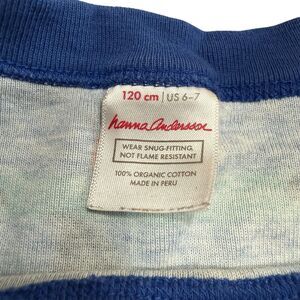 120 cm | US 6-7
hanna andersson
WEAR SNUG-FITTING,
NOT FLAME RESISTANT
100% ORGANIC COTTON
MADE IN PERU